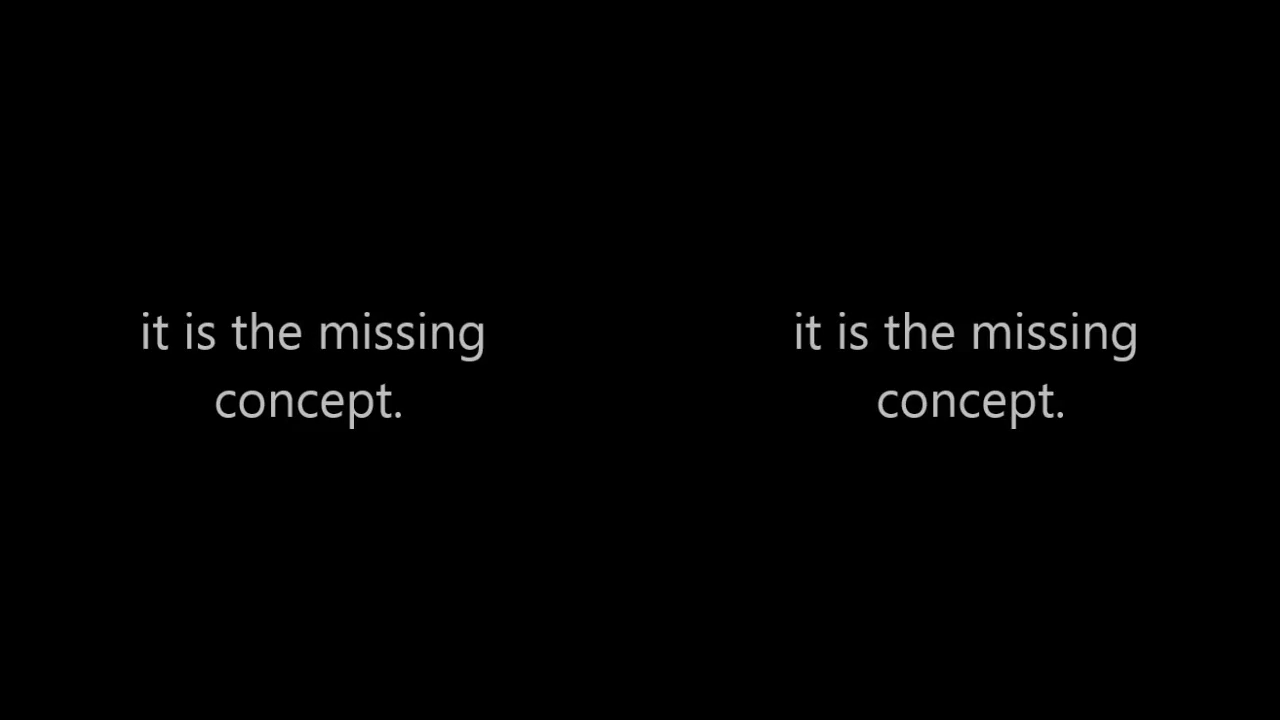 it is the missing
concept.
it is the missing
concept.